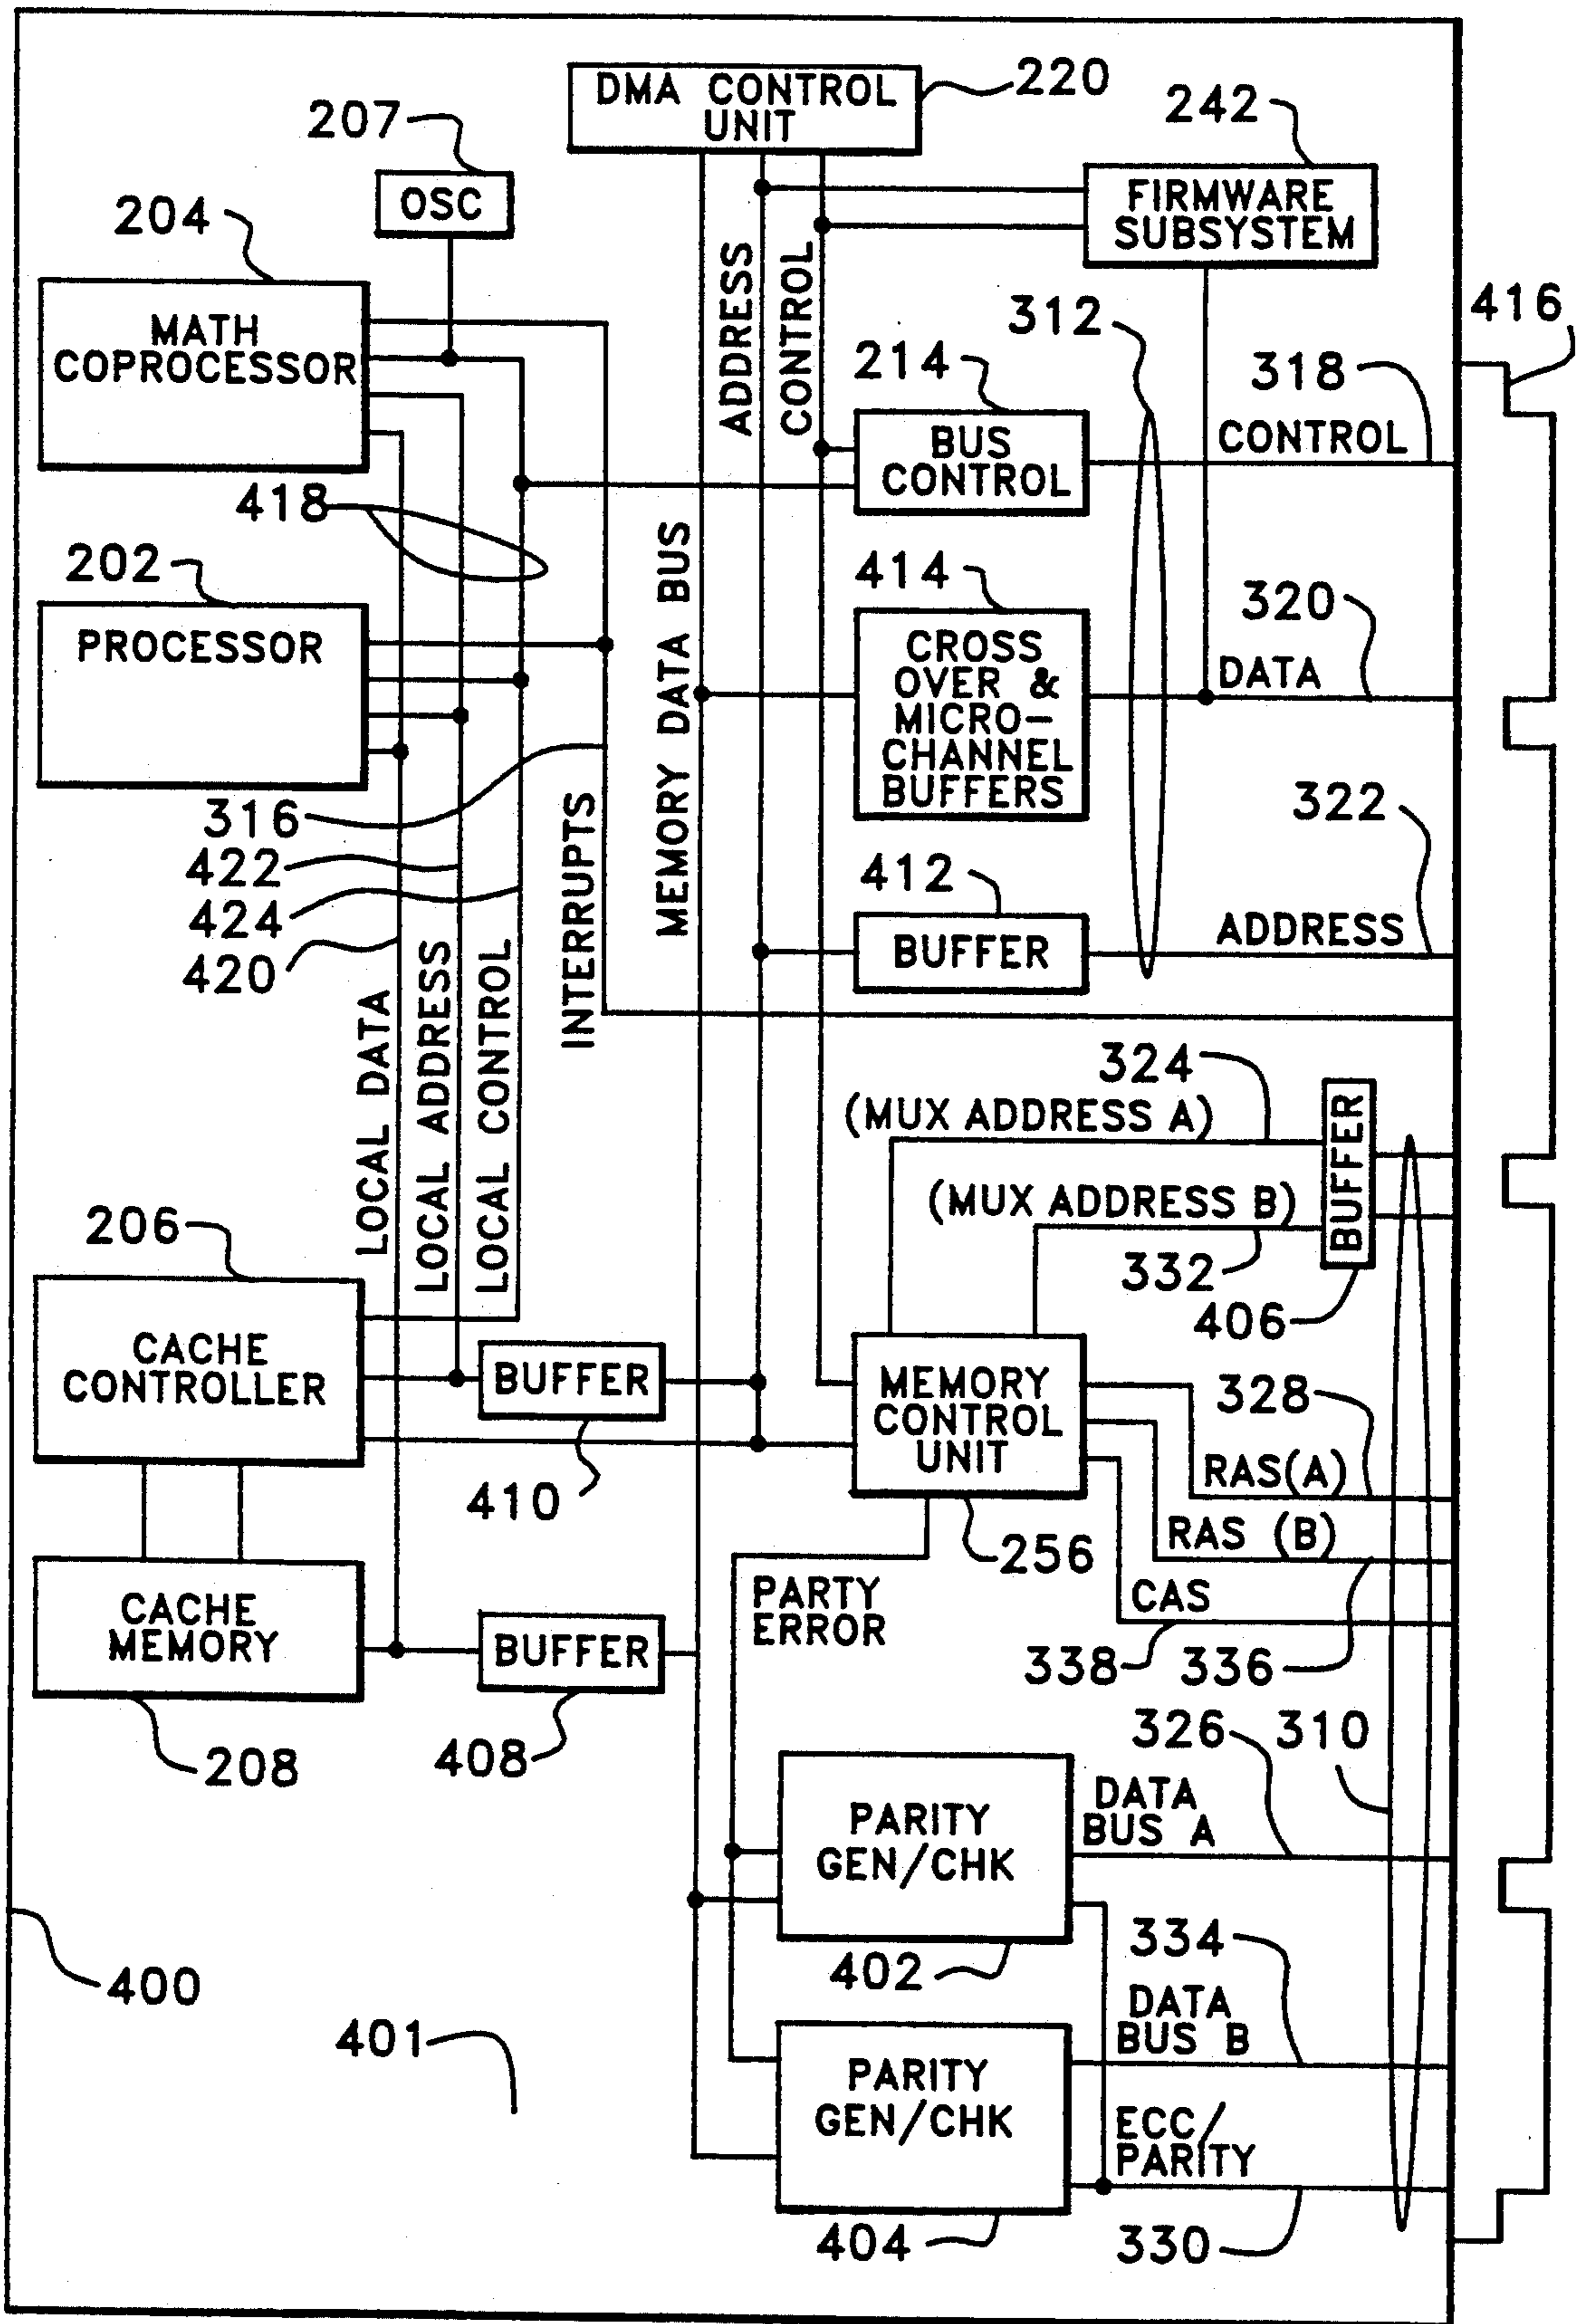 DMA CONTROL
UNIT
220
207
OSC
242
FIRMWARE
SUBSYSTEM
204
MATH
COPROCESSOR
ADDRESS
CONTROL
312
416
214
BUS
CONTROL
318
CONTROL
418
202
PROCESSOR
MEMORY DATA BUS
414
CROSS
OVER &
MICRO-
CHANNEL
BUFFERS
320
DATA
316
422
424
420
INTERRUPTS
412
BUFFER
322
ADDRESS
LOCAL DATA
LOCAL ADDRESS
LOCAL CONTROL
324
(MUX ADDRESS A)
BUFFER
(MUX ADDRESS B)
332
406
206
CACHE
CONTROLLER
BUFFER
410
MEMORY
CONTROL
UNIT
256
328
RAS(A)
RAS (B)
CAS
338
336
PARTY
ERROR
CACHE
MEMORY
208
BUFFER
408
326
310
PARITY
GEN/CHK
402
DATA
BUS A
400
401
334
DATA
BUS B
PARITY
GEN/CHK
404
ECC/
PARITY
330